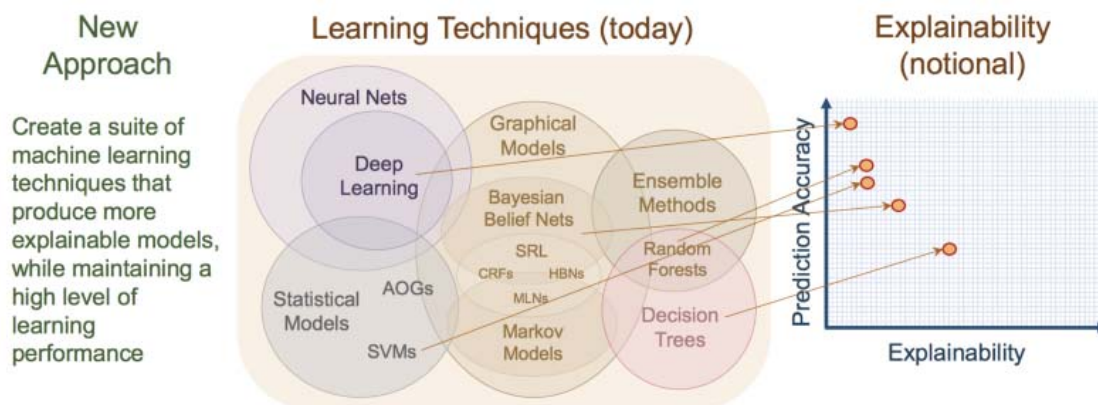 New
Approach
Create a suite of
machine learning
techniques that
produce more
explainable models,
while maintaining a
high level of
learning
performance
Learning Techniques (today)
Neural Nets
Deep
Learning
Graphical
Models
Bayesian
Belief Nets
SRL
CRFs
HBNs
MLNs
Markov
Models
Ensemble
Methods
Random
Forests
Decision
Trees
Statistical
Models
AOGs
SVMs
Explainability
(notional)
Prediction Accuracy
Explainability